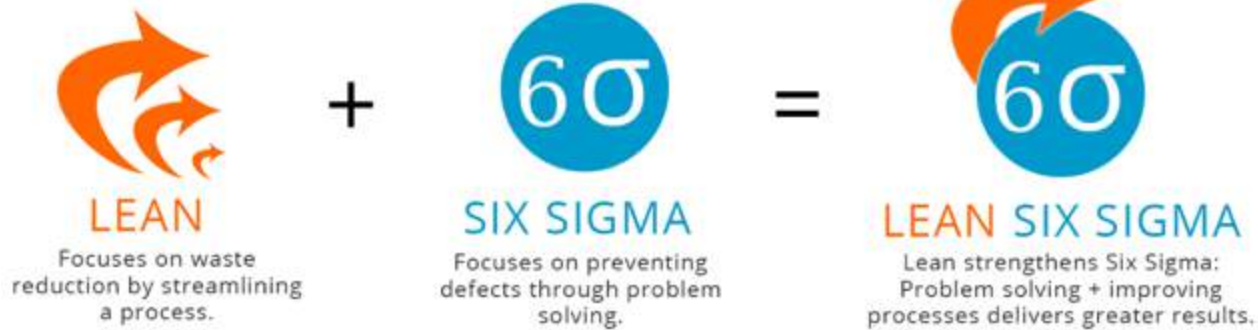 +
6σ
=
6σ
LEAN
Focuses on waste
reduction by streamlining
a process.
SIX SIGMA
Focuses on preventing
defects through problem
solving.
LEAN SIX SIGMA
Lean strengthens Six Sigma:
Problem solving + improving
processes delivers greater results.